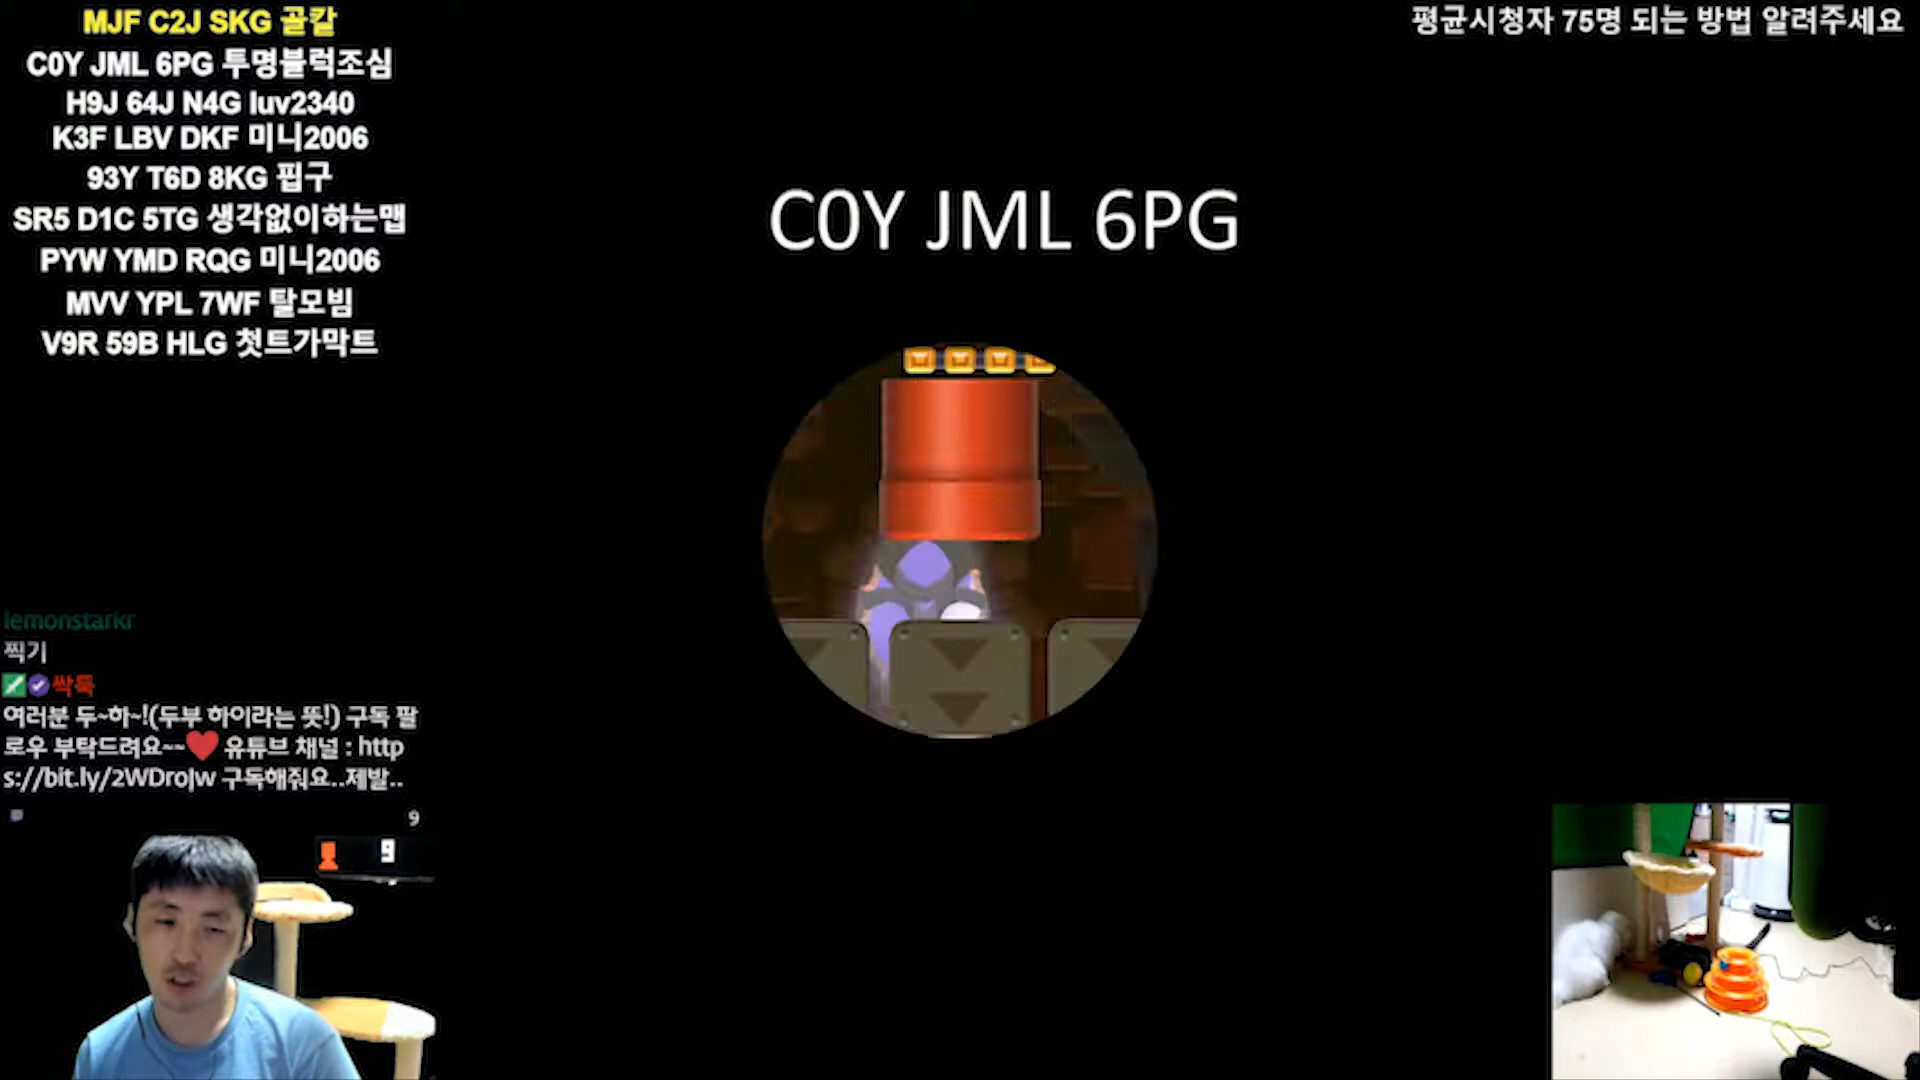 MJF C2J SKG 골칼
C0Y JML 6PG 투명블럭조심
H9J 64J N4G luv2340
K3F LBV DKF 미니2006
93Y T6D 8KG 핍구
SR5 D1C 5TG 생각없이하는맵
PYW YMD RQG 미니2006
MVV YPL 7WF 탈모빔
V9R 59B HLG 첫트가막트
평균시청자 75명 되는 방법 알려주세요
C0Y JML 6PG
lemonstarkr
찍기
싹뚝
여러분 두~하~!(두부 하이라는 뜻!) 구독 팔
로우 부탁드려요~~❤ 유튜브 채널 : http
s://bit.ly/2WDroJw 구독해줘요..제발..
9
9